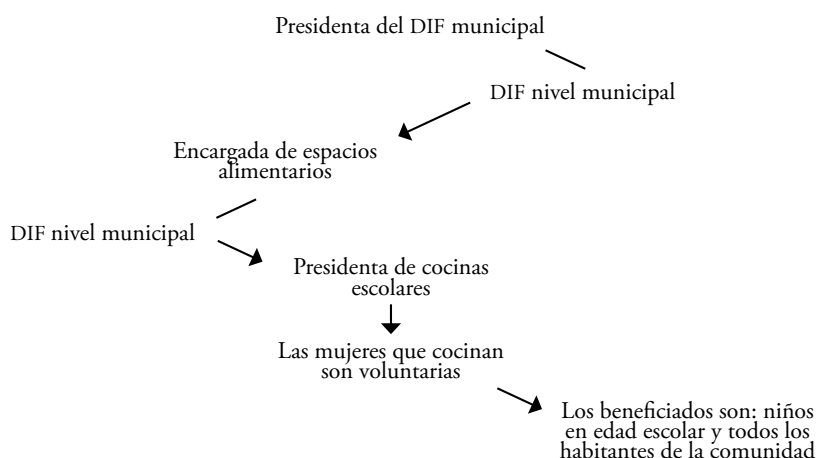 Presidenta del DIF municipal
DIF nivel municipal
Encargada de espacios
alimentarios
DIF nivel municipal
Presidenta de cocinas
escolares
Las mujeres que cocinan
son voluntarias
Los beneficiados son: niños
en edad escolar y todos los
habitantes de la comunidad